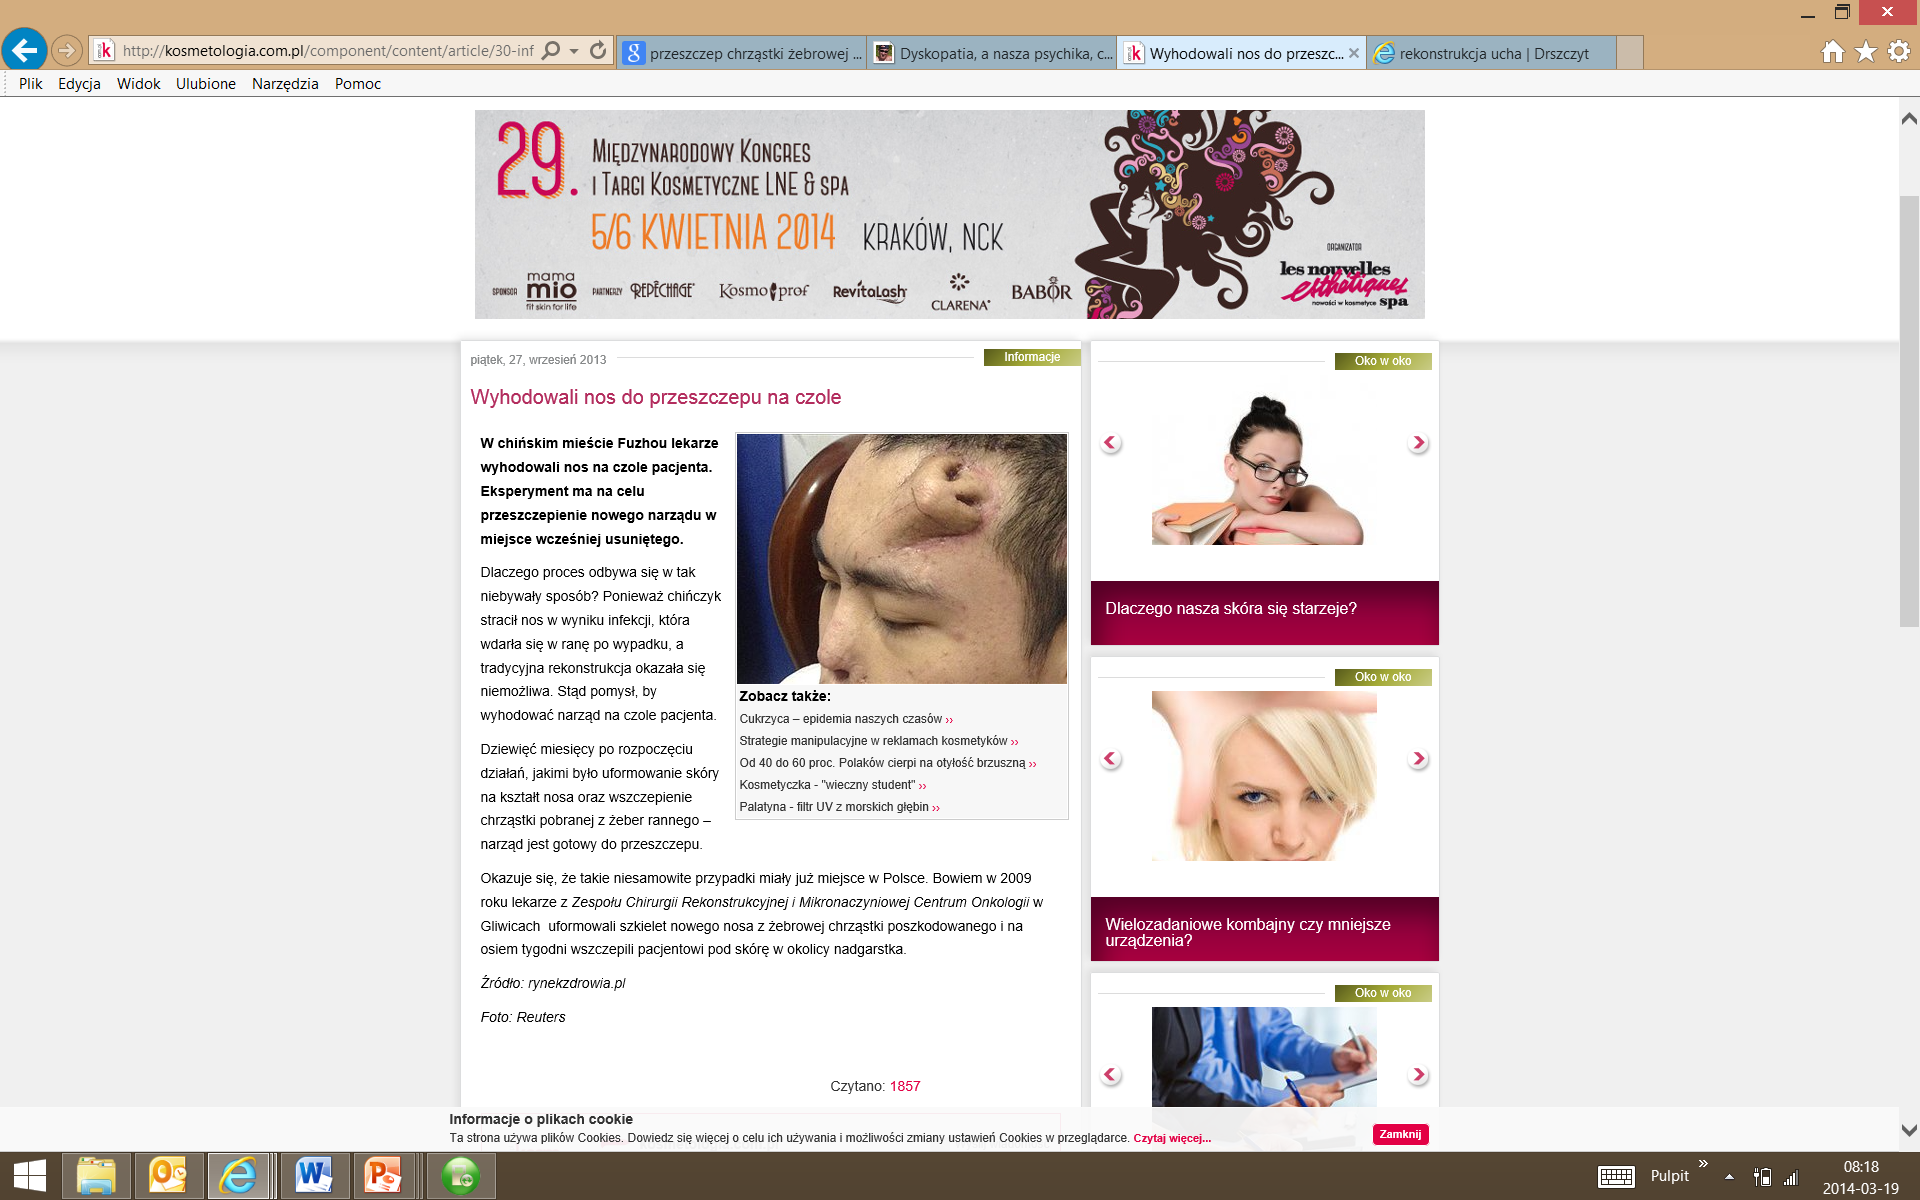 http://kosmetologia.com.pl/component/content/article/30-inf
przeszczep chrząstki żebrowej ...
Dyskopatia, a nasza psychika, c...
Wyhodowali nos do przeszc...
rekonstrukcja ucha | Drszczyt
Plik Edycja Widok Ulubione Narzędzia Pomoc
29. Międzynarodowy Kongres
i Targi Kosmetyczne LNE & SPA
5/6 KWIETNIA 2014 KRAKÓW, NCK
ORGANIZATOR
les nouvelles
esthétiques
nowości w kosmetyce spa
SPONSOR
mama
mio
fit skin for life
PARTNERZY
REPÊCHAGE
Kosmoprof
RevitaLash
CLARENA
BABOR
piątek, 27, wrzesień 2013
Informacje
Wyhodowali nos do przeszczepu na czole
W chińskim mieście Fuzhou lekarze
wyhodowali nos na czole pacjenta.
Eksperyment ma na celu
przeszczepienie nowego narządu w
miejsce wcześniej usuniętego.
Dlaczego proces odbywa się w tak
niebywały sposób? Ponieważ chińczyk
stracił nos w wyniku infekcji, która
wdarła się w ranę po wypadku, a
tradycyjna rekonstrukcja okazała się
niemożliwa. Stąd pomysł, by
wyhodować narząd na czole pacjenta.
Dziewięć miesięcy po rozpoczęciu
działań, jakimi było uformowanie skóry
na kształt nosa oraz wszczepienie
chrząstki pobranej z żeber rannego –
narząd jest gotowy do przeszczepu.
Zobacz także:
Cukrzyca – epidemia naszych czasów ››
Strategie manipulacyjne w reklamach kosmetyków ››
Od 40 do 60 proc. Polaków cierpi na otyłość brzuszną ››
Kosmetyczka - "wieczny student" ››
Palatyna - filtr UV z morskich głębin ››
Okazuje się, że takie niesamowite przypadki miały już miejsce w Polsce. Bowiem w 2009
roku lekarze z Zespołu Chirurgii Rekonstrukcyjnej i Mikronaczyniowej Centrum Onkologii w
Gliwicach uformowali szkielet nowego nosa z żebrowej chrząstki poszkodowanego i na
osiem tygodni wszczepili pacjentowi pod skórę w okolicy nadgarstka.
Źródło: rynekzdrowia.pl
Foto: Reuters
Czytano: 1857
Oko w oko
Dlaczego nasza skóra się starzeje?
Oko w oko
Wielozadaniowe kombajny czy mniejsze
urządzenia?
Oko w oko
Informacje o plikach cookie
Ta strona używa plików Cookies. Dowiedz się więcej o celu ich używania i możliwości zmiany ustawień Cookies w przeglądarce. Czytaj więcej...
Zamknij
Pulpit
08:18
2014-03-19